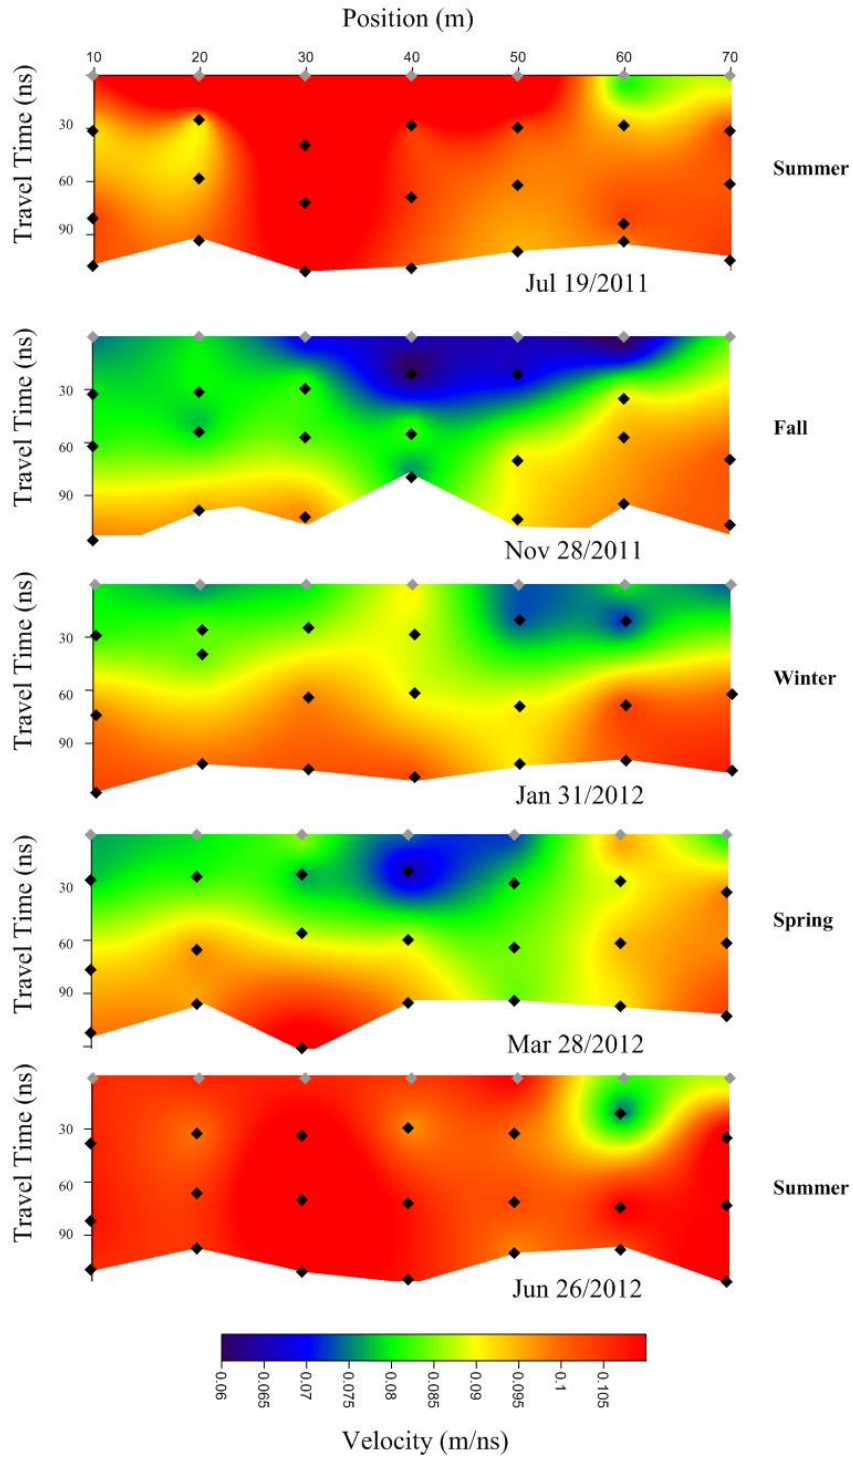 Position (m)
10 20 30 40 50 60 70
Travel Time (ns)
30
60
90
Summer
Jul 19/2011
Travel Time (ns)
30
60
90
Fall
Nov 28/2011
Travel Time (ns)
30
60
90
Winter
Jan 31/2012
Travel Time (ns)
30
60
90
Spring
Mar 28/2012
Travel Time (ns)
30
60
90
Summer
Jun 26/2012
0.06 0.065 0.07 0.075 0.08 0.085 0.09 0.095 0.1 0.105
Velocity (m/ns)